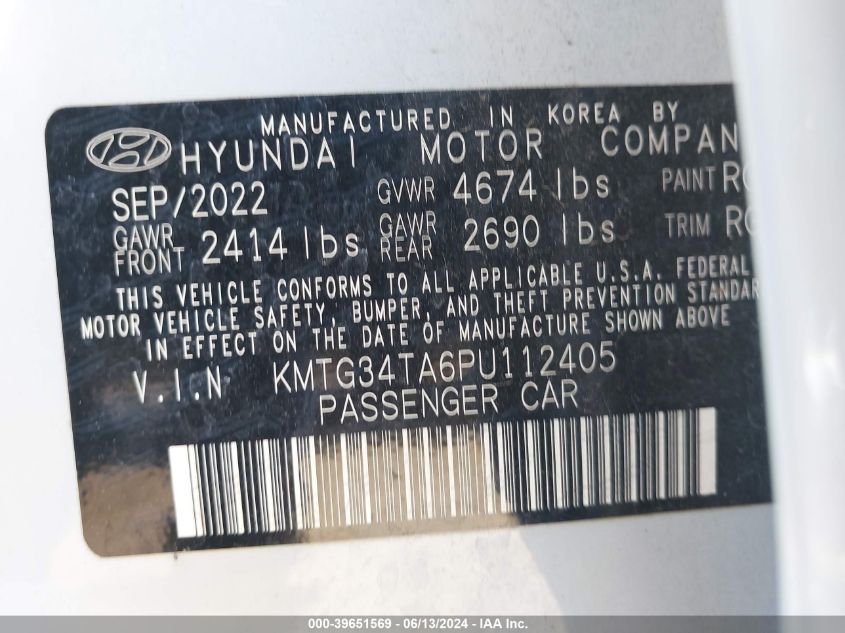 MANUFACTURED IN KOREA BY
HYUNDAI MOTOR COMPAN
SEP/2022 GVWR 4674 lbs PAINT
GAWR FRONT 2414 lbs GAWR REAR 2690 lbs TRIM
THIS VEHICLE CONFORMS TO ALL APPLICABLE U.S.A. FEDERAL
MOTOR VEHICLE SAFETY, BUMPER, AND THEFT PREVENTION STANDAR
IN EFFECT ON THE DATE OF MANUFACTURE SHOWN ABOVE
V.I.N KMTG34TA6PU112405
PASSENGER CAR
000-39651569 - 06/13/2024 - IAA Inc.